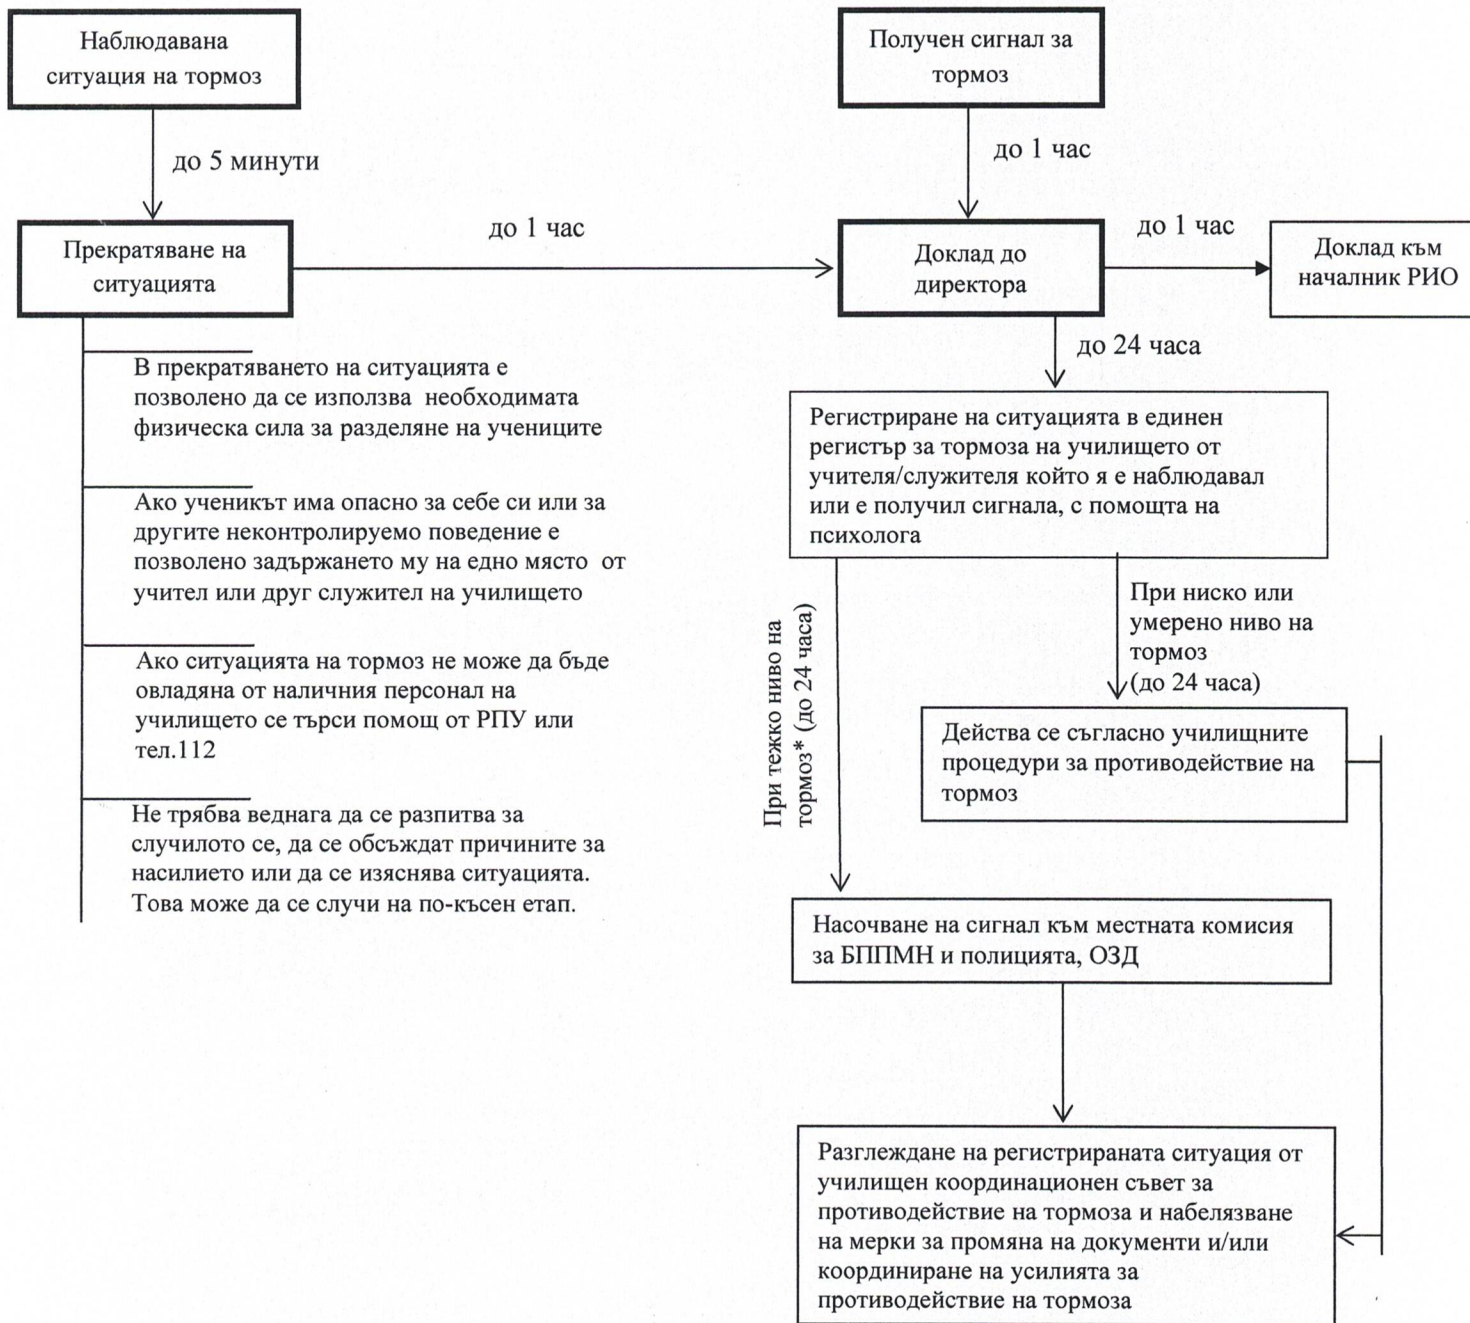 Наблюдавана
ситуация на тормоз
до 5 минути
Прекратяване на
ситуацията
В прекратяването на ситуацията е
позволено да се използва необходимата
физическа сила за разделяне на учениците
Ако ученикът има опасно за себе си или за
другите неконтролируемо поведение е
позволено задържането му на едно място от
учител или друг служител на училището
Ако ситуацията на тормоз не може да бъде
овладяна от наличния персонал на
училището се търси помощ от РПУ или
тел.112
Не трябва веднага да се разпитва за
случилото се, да се обсъждат причините за
насилието или да се изяснява ситуацията.
Това може да се случи на по-късен етап.
до 1 час
Получен сигнал за
тормоз
до 1 час
Доклад до
директора
до 1 час
Доклад към
началник РИО
до 24 часа
Регистриране на ситуацията в единен
регистър за тормоза на училището от
учителя/служителя който я е наблюдавал
или е получил сигнала, с помощта на
психолога
При тежко ниво на
тормоз* (до 24 часа)
При ниско или
умерено ниво на
тормоз
(до 24 часа)
Действа се съгласно училищните
процедури за противодействие на
тормоз
Насочване на сигнал към местната комисия
за БППМН и полицията, ОЗД
Разглеждане на регистрираната ситуация от
училищен координационен съвет за
противодействие на тормоза и набелязване
на мерки за промяна на документи и/или
координиране на усилията за
противодействие на тормоза